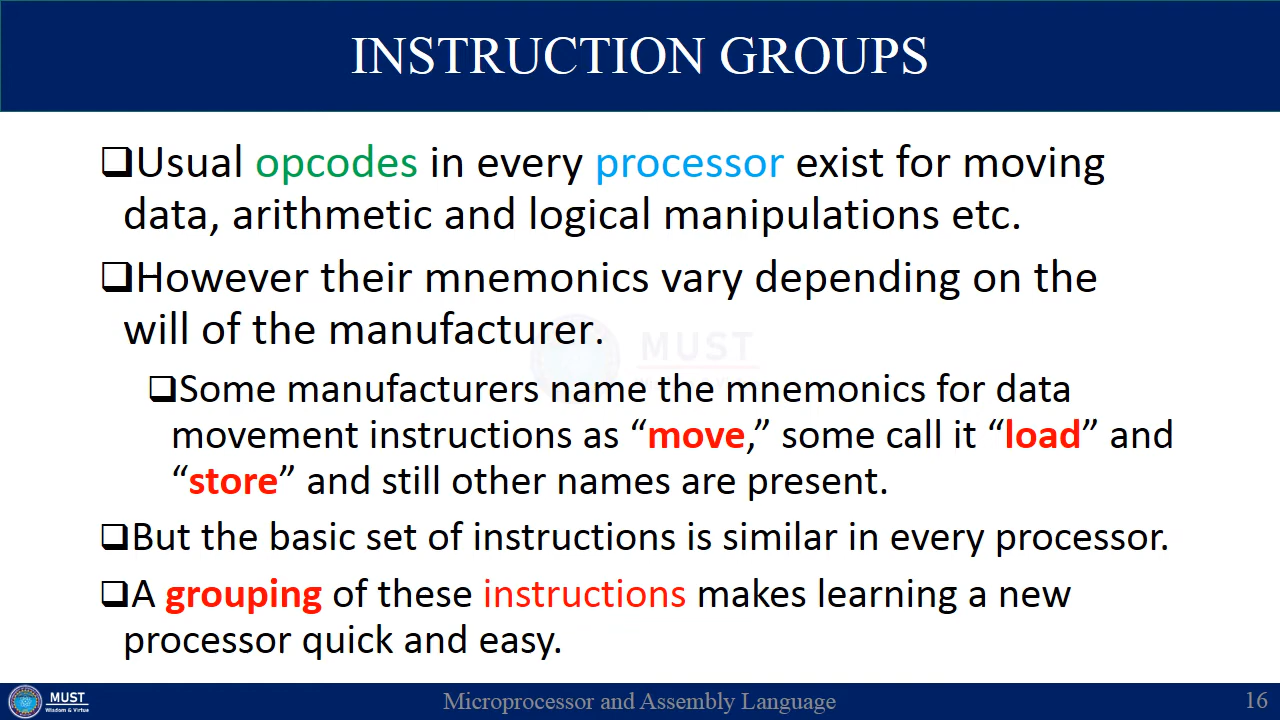 INSTRUCTION GROUPS
❑Usual opcodes in every processor exist for moving
data, arithmetic and logical manipulations etc.
❑However their mnemonics vary depending on the
will of the manufacturer.
MUST
❑Some manufacturers name the mnemonics for data
movement instructions as “move,” some call it “load” and
“store” and still other names are present.
❑But the basic set of instructions is similar in every processor.
❑A grouping of these instructions makes learning a new
processor quick and easy.
MUST
Wisdom & Virtue
Microprocessor and Assembly Language
16